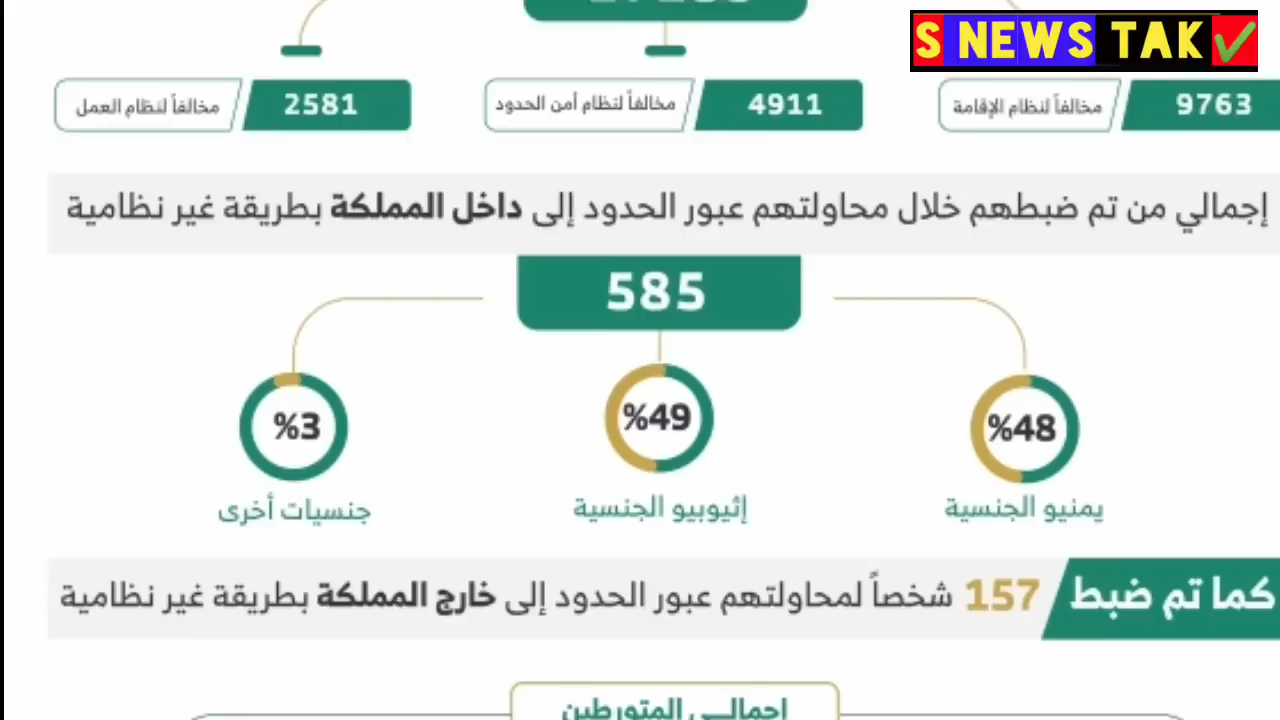 S NEWS TAK
9763 مخالفاً لنظام الإقامة
4911 مخالفاً لنظام أمن الحدود
2581 مخالفاً لنظام العمل
إجمالي من تم ضبطهم خلال محاولتهم عبور الحدود إلى داخل المملكة بطريقة غير نظامية
585
%48
يمنيو الجنسية
%49
إثيوبيو الجنسية
%3
جنسيات أخرى
كما تم ضبط 157 شخصاً لمحاولتهم عبور الحدود إلى خارج المملكة بطريقة غير نظامية
إجمالـي المتورطين